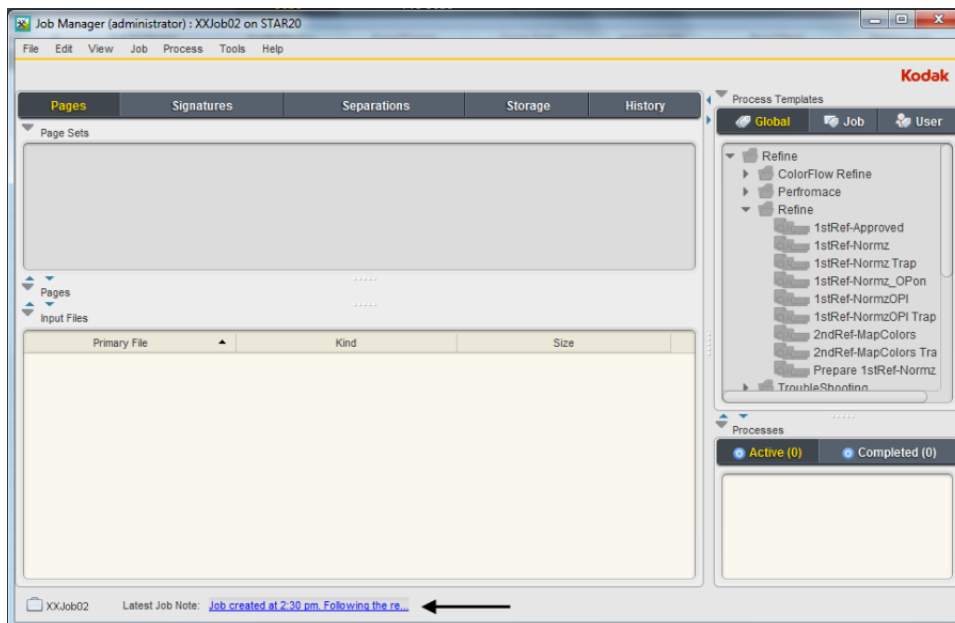 Job Manager (administrator) : XXJob02 on STAR20
File Edit View Job Process Tools Help
Kodak
Pages Signatures Separations Storage History
Page Sets
Pages
Input Files
Primary File Kind Size
Process Templates
Global Job User
Refine
ColorFlow Refine
Perfromace
Refine
1stRef-Approved
1stRef-Normz
1stRef-Normz Trap
1stRef-Normz_OPon
1stRef-NormzOPI
1stRef-NormzOPI Trap
2ndRef-MapColors
2ndRef-MapColors Tra
Prepare 1stRef-Normz
TroubleShooting
Processes
Active (0) Completed (0)
XXJob02 Latest Job Note: Job created at 2:30 pm. Following the re...